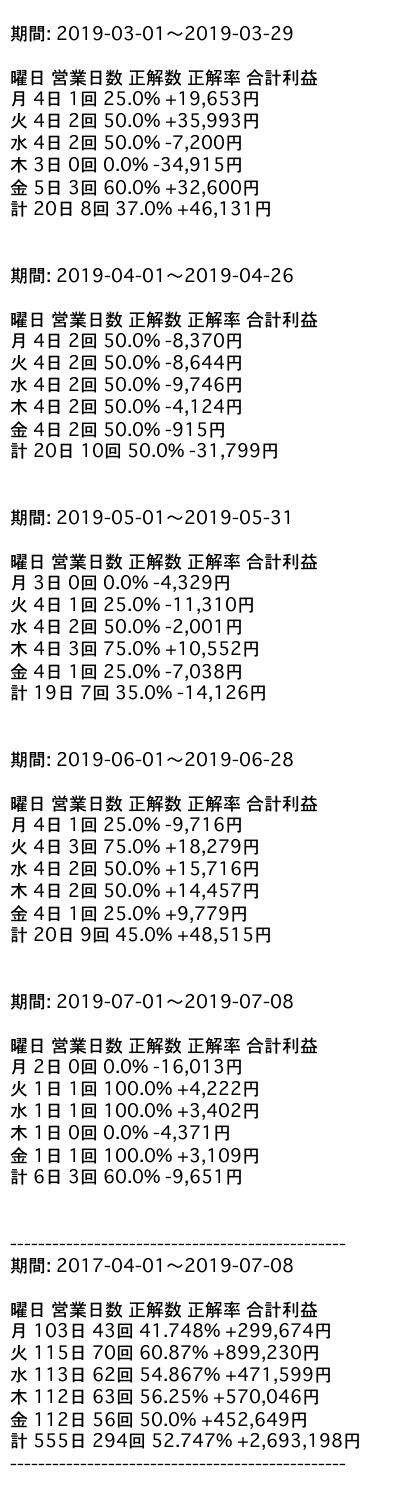 期間: 2019-03-01～2019-03-29
曜日 営業日数 正解数 正解率 合計利益
月 4日 1回 25.0% +19,653円
火 4日 2回 50.0% +35,993円
水 4日 2回 50.0% -7,200円
木 3日 0回 0.0% -34,915円
金 5日 3回 60.0% +32,600円
計 20日 8回 37.0% +46,131円
期間: 2019-04-01～2019-04-26
曜日 営業日数 正解数 正解率 合計利益
月 4日 2回 50.0% -8,370円
火 4日 2回 50.0% -8,644円
水 4日 2回 50.0% -9,746円
木 4日 2回 50.0% -4,124円
金 4日 2回 50.0% -915円
計 20日 10回 50.0% -31,799円
期間: 2019-05-01～2019-05-31
曜日 営業日数 正解数 正解率 合計利益
月 3日 0回 0.0% -4,329円
火 4日 1回 25.0% -11,310円
水 4日 2回 50.0% -2,001円
木 4日 3回 75.0% +10,552円
金 4日 1回 25.0% -7,038円
計 19日 7回 35.0% -14,126円
期間: 2019-06-01～2019-06-28
曜日 営業日数 正解数 正解率 合計利益
月 4日 1回 25.0% -9,716円
火 4日 3回 75.0% +18,279円
水 4日 2回 50.0% +15,716円
木 4日 2回 50.0% +14,457円
金 4日 1回 25.0% +9,779円
計 20日 9回 45.0% +48,515円
期間: 2019-07-01～2019-07-08
曜日 営業日数 正解数 正解率 合計利益
月 2日 0回 0.0% -16,013円
火 1日 1回 100.0% +4,222円
水 1日 1回 100.0% +3,402円
木 1日 0回 0.0% -4,371円
金 1日 1回 100.0% +3,109円
計 6日 3回 60.0% -9,651円
------------------------------------------------
期間: 2017-04-01～2019-07-08
曜日 営業日数 正解数 正解率 合計利益
月 103日 43回 41.748% +299,674円
火 115日 70回 60.87% +899,230円
水 113日 62回 54.867% +471,599円
木 112日 63回 56.25% +570,046円
金 112日 56回 50.0% +452,649円
計 555日 294回 52.747% +2,693,198円
------------------------------------------------